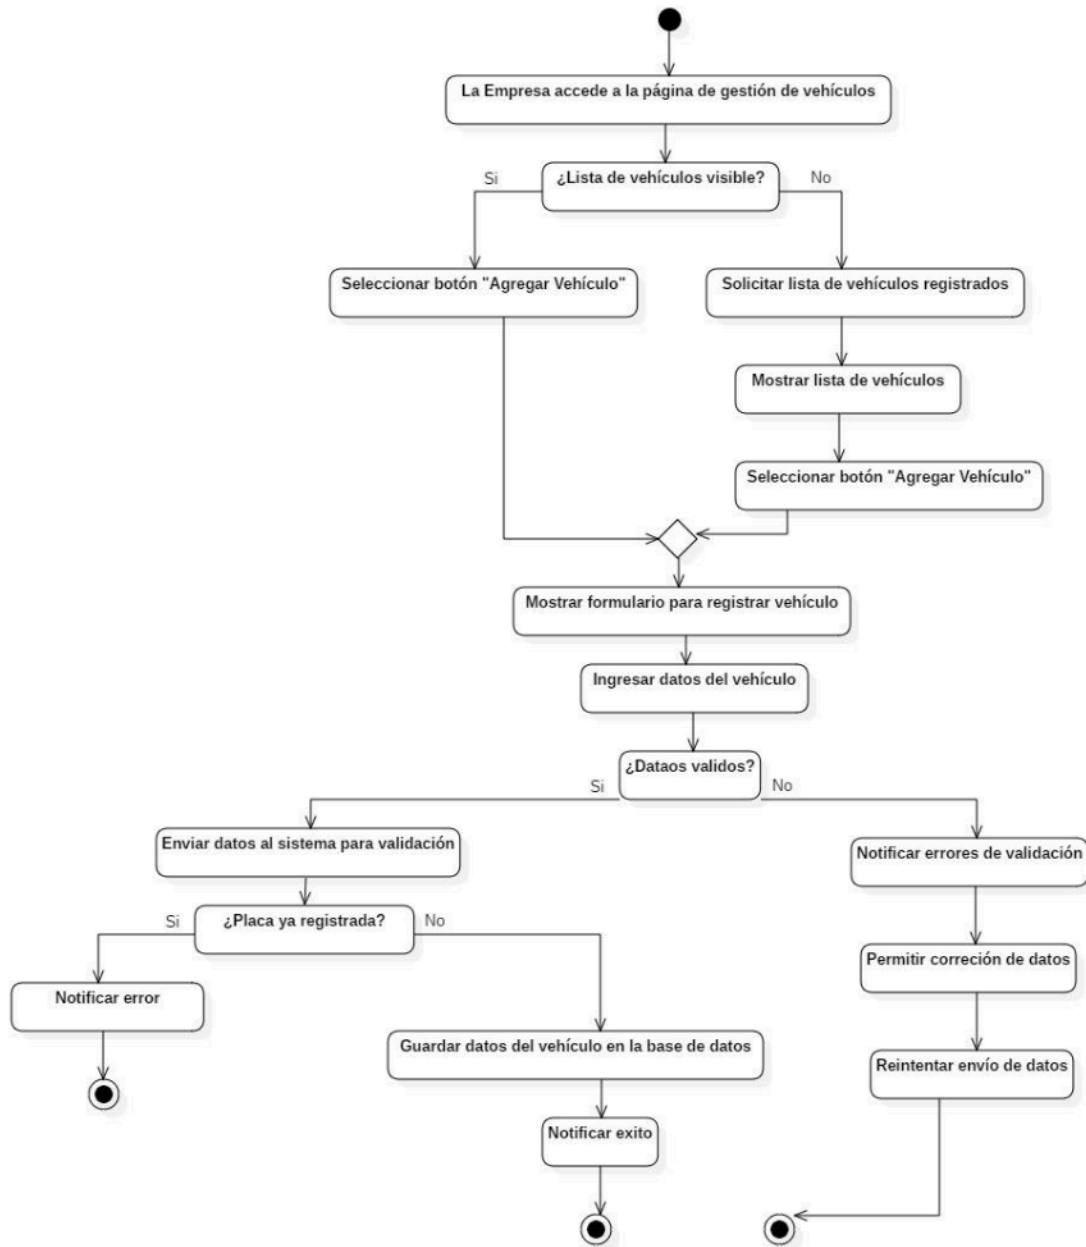 La Empresa accede a la página de gestión de vehículos
¿Lista de vehículos visible?
Si
No
Seleccionar botón "Agregar Vehículo"
Solicitar lista de vehículos registrados
Mostrar lista de vehículos
Seleccionar botón "Agregar Vehículo"
Mostrar formulario para registrar vehículo
Ingresar datos del vehículo
¿Dataos validos?
Si
No
Enviar datos al sistema para validación
Notificar errores de validación
¿Placa ya registrada?
Si
No
Permitir correción de datos
Notificar error
Guardar datos del vehículo en la base de datos
Reintentar envío de datos
Notificar exito